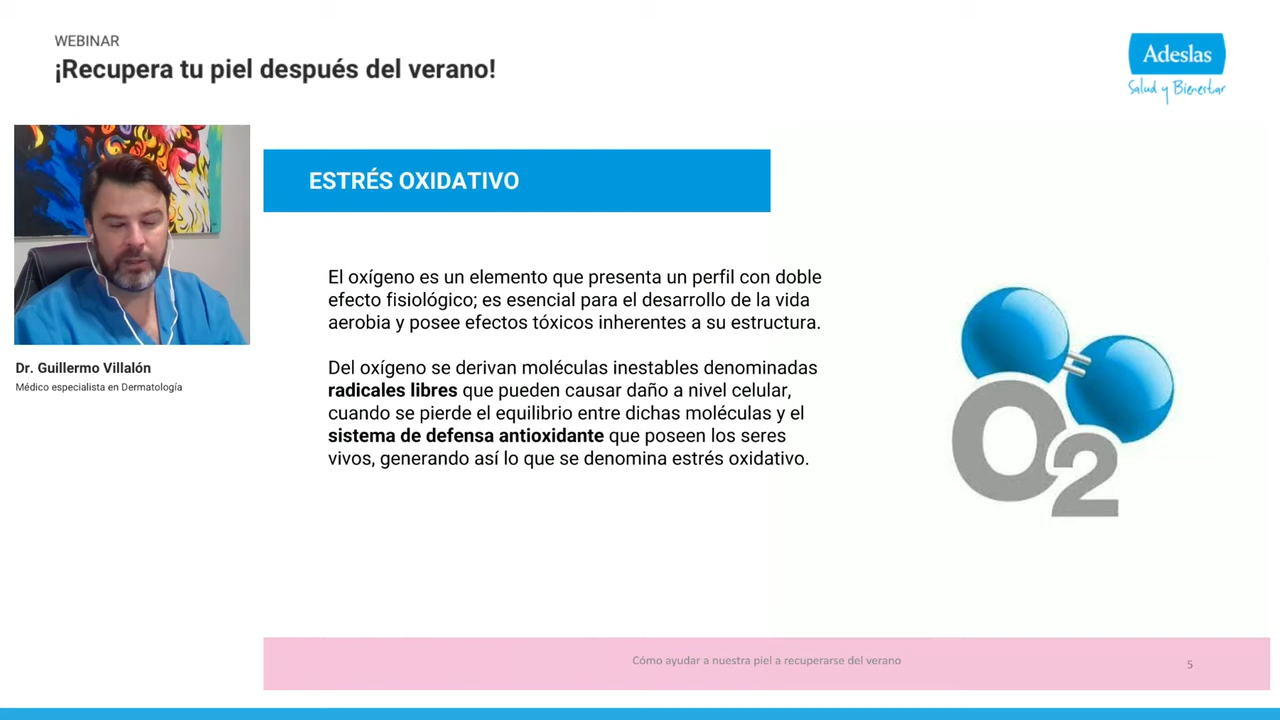 WEBINAR
¡Recupera tu piel después del verano!
Adeslas
Salud y Bienestar
Dr. Guillermo Villalón
Médico especialista en Dermatología
ESTRÉS OXIDATIVO
El oxígeno es un elemento que presenta un perfil con doble
efecto fisiológico; es esencial para el desarrollo de la vida
aerobia y posee efectos tóxicos inherentes a su estructura.
Del oxígeno se derivan moléculas inestables denominadas
radicales libres que pueden causar daño a nivel celular,
cuando se pierde el equilibrio entre dichas moléculas y el
sistema de defensa antioxidante que poseen los seres
vivos, generando así lo que se denomina estrés oxidativo.
O2
Cómo ayudar a nuestra piel a recuperarse del verano
5